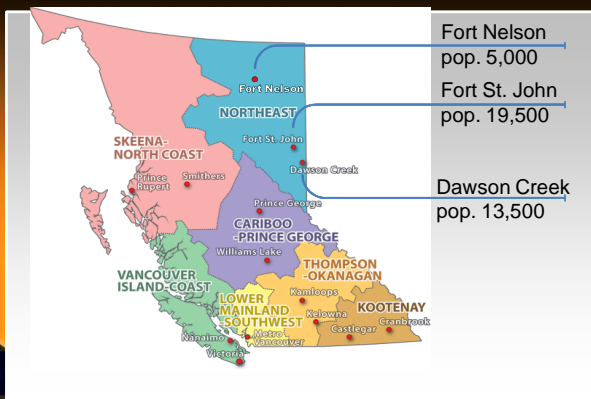 Fort Nelson
pop. 5,000
Fort St. John
pop. 19,500
Dawson Creek
pop. 13,500
Fort Nelson
NORTHEAST
Fort St. John
Dawson Creek
SKEENA-
NORTH COAST
Prince
Rupert
Smithers
Prince George
CARIBOO
-PRINCE GEORGE
Williams Lake
VANCOUVER
ISLAND-COAST
THOMPSON
-OKANAGAN
Kamloops
LOWER
MAINLAND
SOUTHWEST
Kelowna
KOOTENAY
Cranbrook
Castlegar
Metro
Vancouver
Nanaimo
Victoria